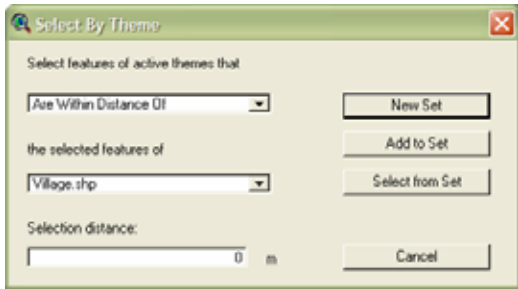 Select By Theme
Select features of active themes that
Are Within Distance Of
New Set
Add to Set
the selected features of
Village.shp
Select from Set
Selection distance:
0 m
Cancel